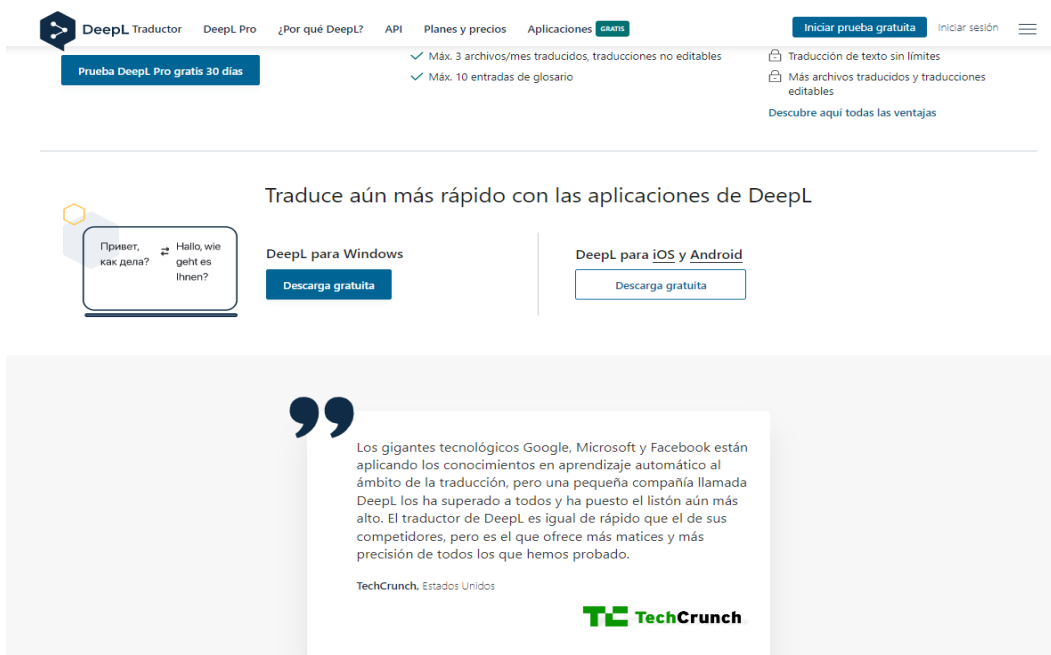 DeepL Traductor DeepL Pro ¿Por qué DeepL? API Planes y precios Aplicaciones GRATIS Iniciar prueba gratuita Iniciar sesión
Prueba DeepL Pro gratis 30 días
Máx. 3 archivos/mes traducidos, traducciones no editables
Máx. 10 entradas de glosario
Traducción de texto sin límites
Más archivos traducidos y traducciones
editables
Descubre aquí todas las ventajas
Traduce aún más rápido con las aplicaciones de DeepL
Привет,
как дела?
Hallo, wie
geht es
Ihnen?
DeepL para Windows
Descarga gratuita
DeepL para iOS y Android
Descarga gratuita
Los gigantes tecnológicos Google, Microsoft y Facebook están
aplicando los conocimientos en aprendizaje automático al
ámbito de la traducción, pero una pequeña compañía llamada
DeepL los ha superado a todos y ha puesto el listón aún más
alto. El traductor de DeepL es igual de rápido que el de sus
competidores, pero es el que ofrece más matices y más
precisión de todos los que hemos probado.
TechCrunch, Estados Unidos
TC TechCrunch